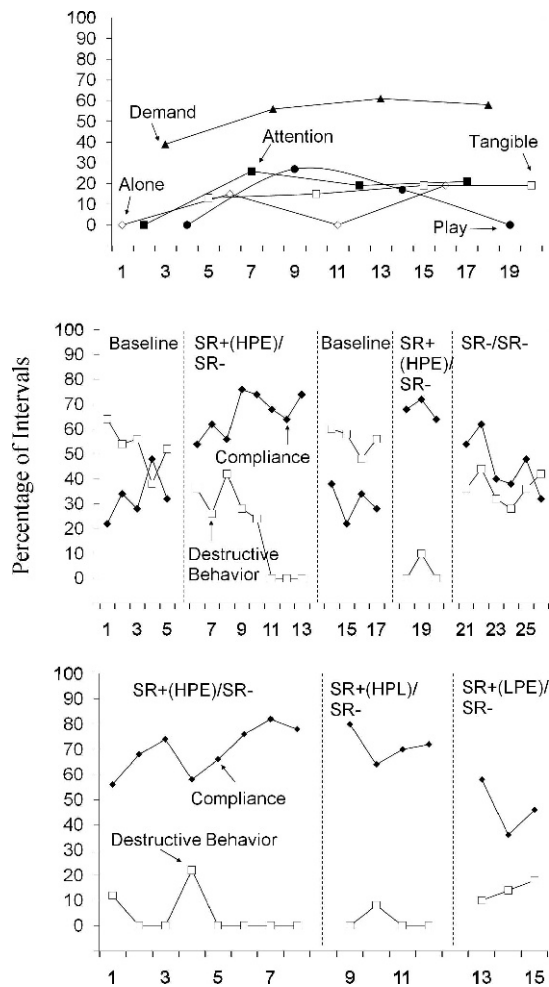 100
90
80
70
60
50
40
30
20
10
0
Demand
Attention
Tangible
Alone
Play
1 3 5 7 9 11 13 15 17 19
Percentage of Intervals
100
90
80
70
60
50
40
30
20
10
0
Baseline
SR+(HPE)/
SR-
Baseline
SR+
(HPE)/
SR-
SR-/SR-
Compliance
Destructive
Behavior
1 3 5 7 9 11 13 15 17 19 21 23 25
100
90
80
70
60
50
40
30
20
10
0
SR+(HPE)/SR-
SR+(HPL)/
SR-
SR+(LPE)/
SR-
Compliance
Destructive Behavior
1 3 5 7 9 11 13 15